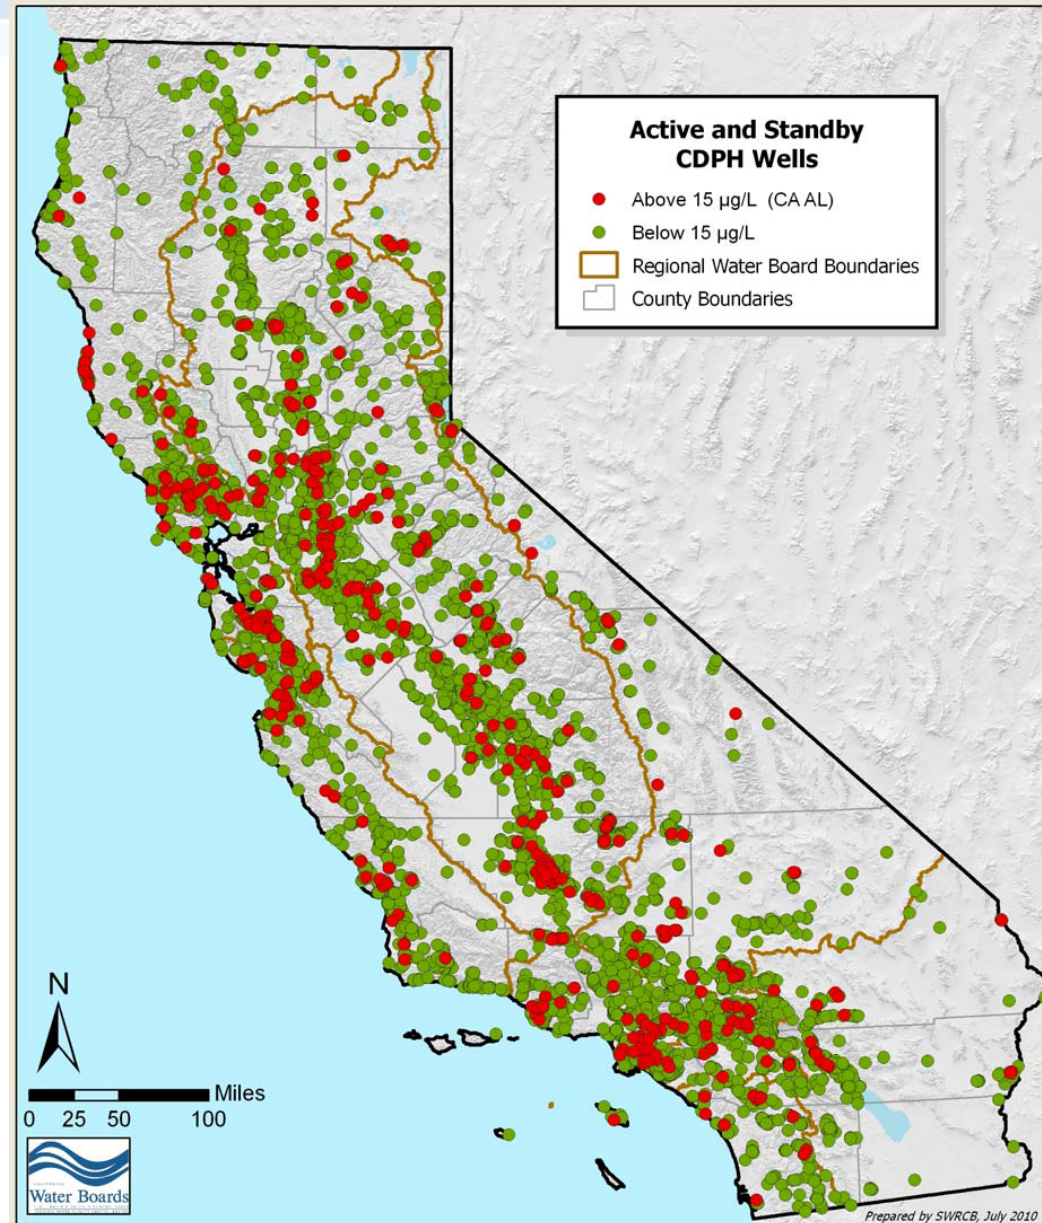 Active and Standby
CDPH Wells
Above 15 µg/L (CA AL)
Below 15 µg/L
Regional Water Board Boundaries
County Boundaries
N
Miles
0 25 50 100
Water Boards
Prepared by SWRCB, July 2010